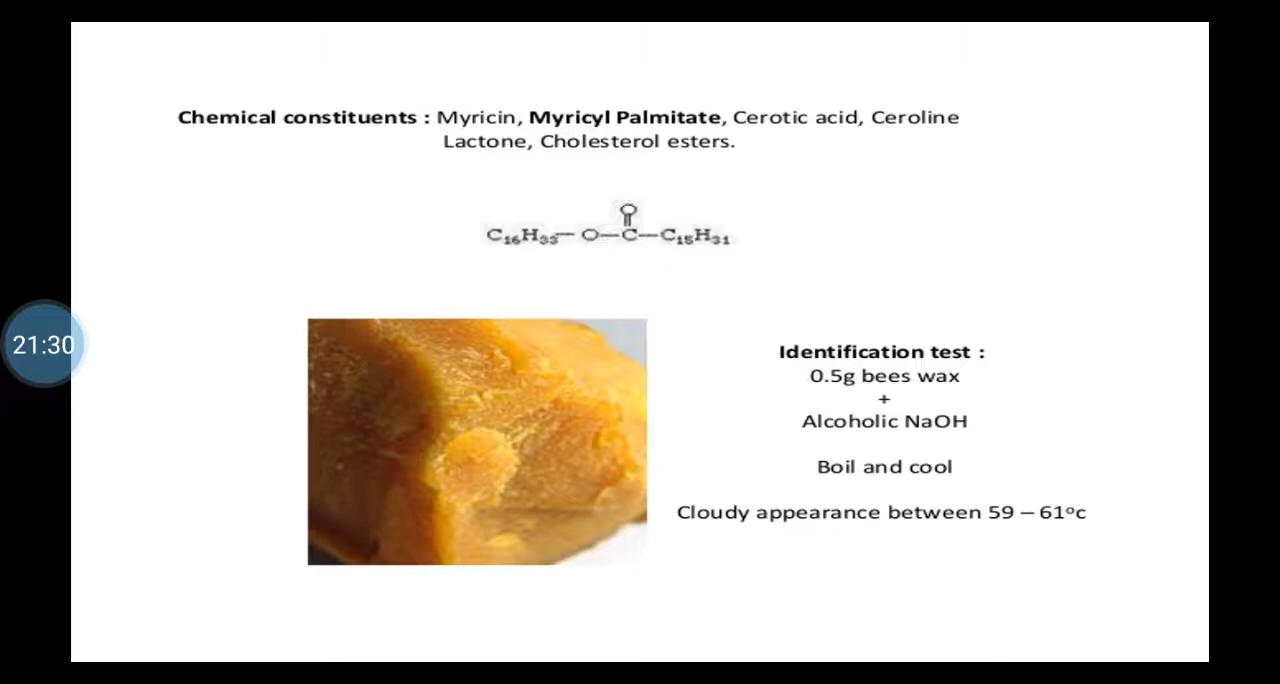 Chemical constituents : Myricin, Myricyl Palmitate, Cerotic acid, Ceroline
Lactone, Cholesterol esters.
O
C₁₆H₃₃— O—C—C₁₅H₃₁
21:30
Identification test :
0.5g bees wax
+
Alcoholic NaOH
Boil and cool
Cloudy appearance between 59 – 61ºc